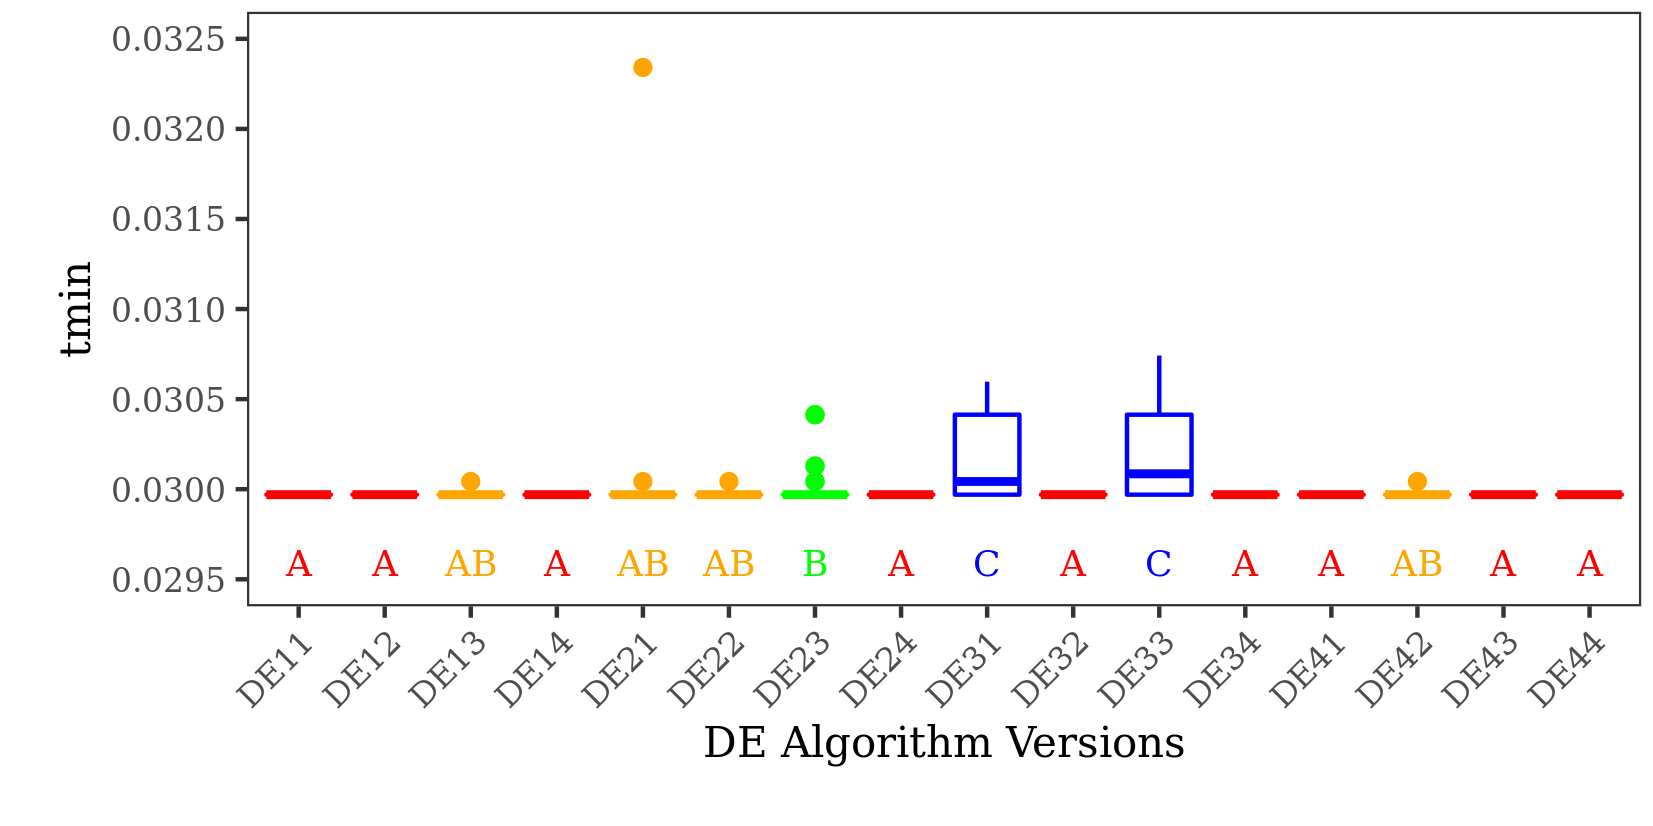 0.0325
0.0320
0.0315
0.0310
0.0305
0.0300
0.0295
tmin
A A AB A AB AB B A C A C A A AB A A
DE11 DE12 DE13 DE14 DE21 DE22 DE23 DE24 DE31 DE32 DE33 DE34 DE41 DE42 DE43 DE44
DE Algorithm Versions